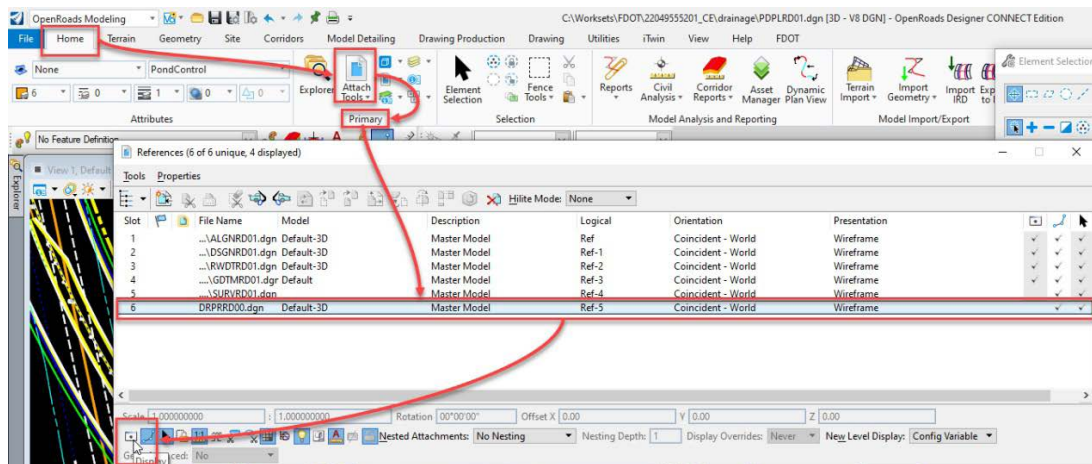 OpenRoads Modeling C:\Worksets\FDOT\22049555201_CE\drainage\PDPLRD01.dgn [3D - V8 DGN] - OpenRoads Designer CONNECT Edition
File Home Terrain Geometry Site Corridors Model Detailing Drawing Production Drawing Utilities iTwin View Help FDOT
None PondControl
6 0 1 0 0
Explorer Attach Tools Element Selection Fence Tools Reports Civil Analysis Corridor Reports Asset Manager Dynamic Plan View Terrain Import Import Geometry Import IRD Element Selection
Attributes Primary Selection Model Analysis and Reporting Model Import/Export
No Feature Definition
Explorer
View 1, Default
References (6 of 6 unique, 4 displayed)
Tools Properties
Hilite Mode: None
Slot File Name Model Description Logical Orientation Presentation
1 ...\ALGNRD01.dgn Default-3D Master Model Ref Coincident - World Wireframe
2 ...\DSGNRD01.dgn Default-3D Master Model Ref-1 Coincident - World Wireframe
3 ...\RWDTRD01.dgn Default-3D Master Model Ref-2 Coincident - World Wireframe
4 ....\GDTMRD01.dgr Default Master Model Ref-3 Coincident - World Wireframe
5 ...\SURVRD01.dgn Master Model Ref-4 Coincident - World Wireframe
6 DRPRRD00.dgn Default-3D Master Model Ref-5 Coincident - World Wireframe
Scale 1.000000000 : 1.000000000 Rotation 00°00'00" Offset X 0.00 Y 0.00 Z 0.00
Nested Attachments: No Nesting Nesting Depth: 1 Display Overrides: Never New Level Display: Config Variable
Display No